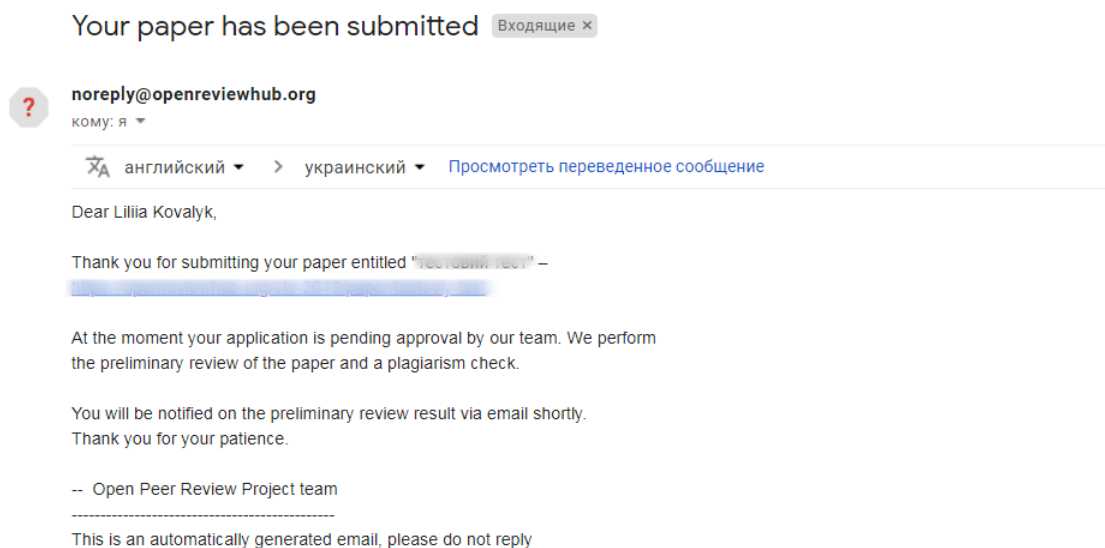 Your paper has been submitted Входящие ×
?
noreply@openreviewhub.org
кому: я
английский > украинский Просмотреть переведенное сообщение
Dear Liliia Kovalyk,
Thank you for submitting your paper entitled "тестовий тест" –
At the moment your application is pending approval by our team. We perform
the preliminary review of the paper and a plagiarism check.
You will be notified on the preliminary review result via email shortly.
Thank you for your patience.
-- Open Peer Review Project team
----------------------------------------------
This is an automatically generated email, please do not reply